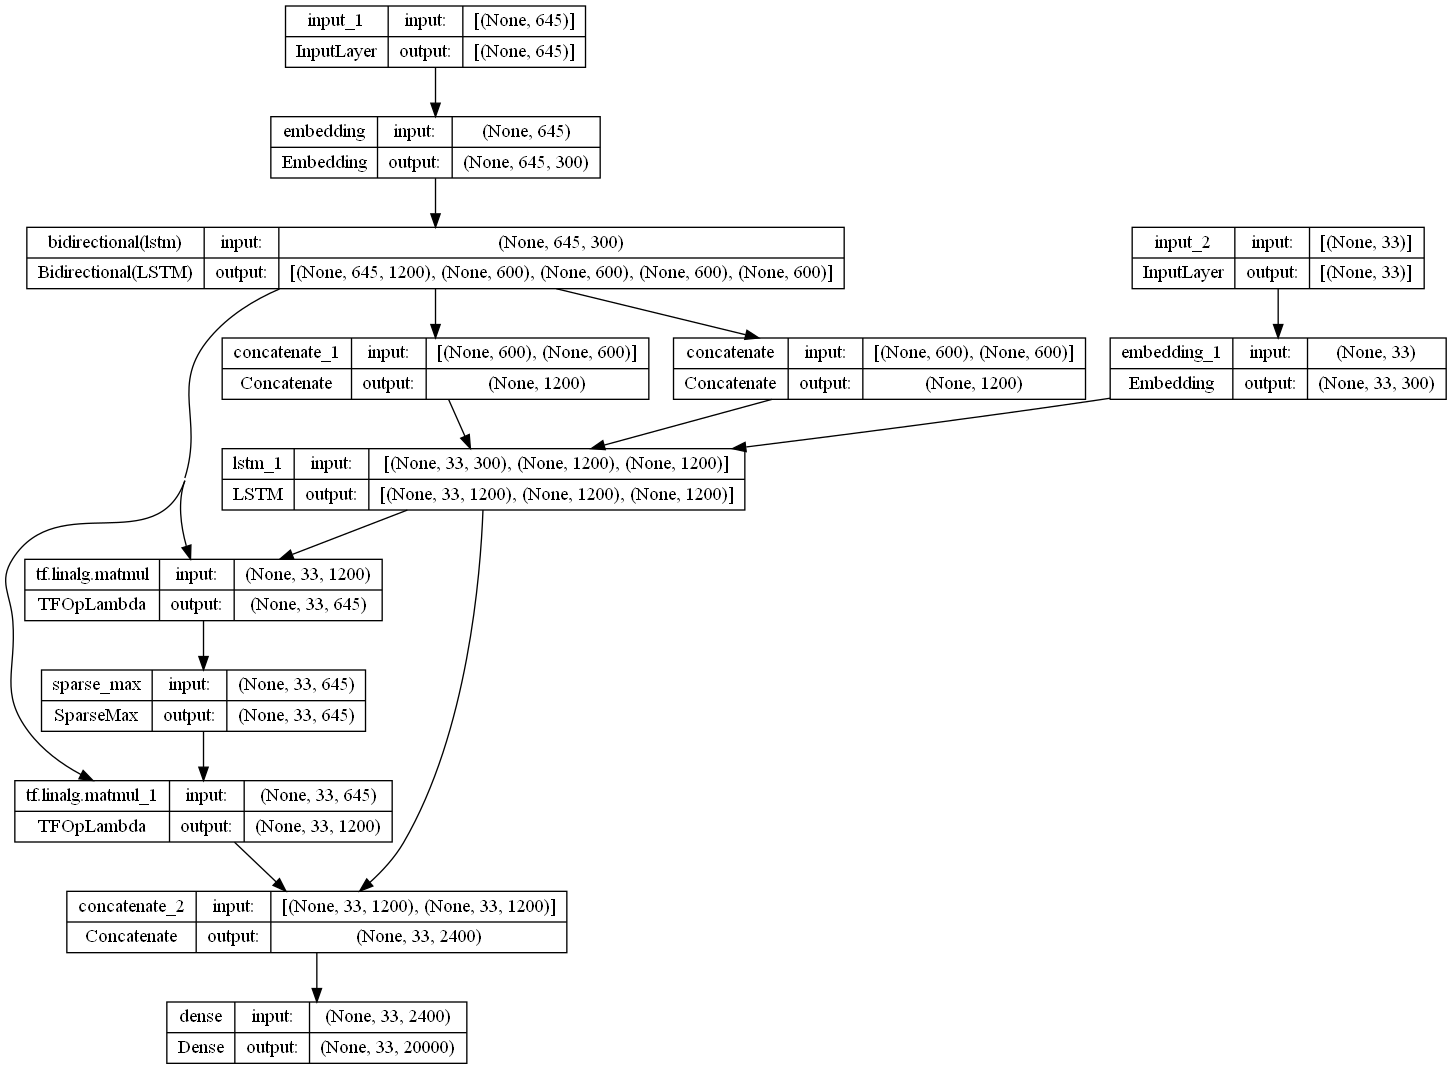 input_1 input: [(None, 645)]
InputLayer output: [(None, 645)]
embedding input: (None, 645)
Embedding output: (None, 645, 300)
bidirectional(lstm) input: (None, 645, 300)
Bidirectional(LSTM) output: [(None, 645, 1200), (None, 600), (None, 600), (None, 600), (None, 600)]
input_2 input: [(None, 33)]
InputLayer output: [(None, 33)]
concatenate_1 input: [(None, 600), (None, 600)]
Concatenate output: (None, 1200)
concatenate input: [(None, 600), (None, 600)]
Concatenate output: (None, 1200)
embedding_1 input: (None, 33)
Embedding output: (None, 33, 300)
lstm_1 input: [(None, 33, 300), (None, 1200), (None, 1200)]
LSTM output: [(None, 33, 1200), (None, 1200), (None, 1200)]
tf.linalg.matmul input: (None, 33, 1200)
TFOpLambda output: (None, 33, 645)
sparse_max input: (None, 33, 645)
SparseMax output: (None, 33, 645)
tf.linalg.matmul_1 input: (None, 33, 645)
TFOpLambda output: (None, 33, 1200)
concatenate_2 input: [(None, 33, 1200), (None, 33, 1200)]
Concatenate output: (None, 33, 2400)
dense input: (None, 33, 2400)
Dense output: (None, 33, 20000)